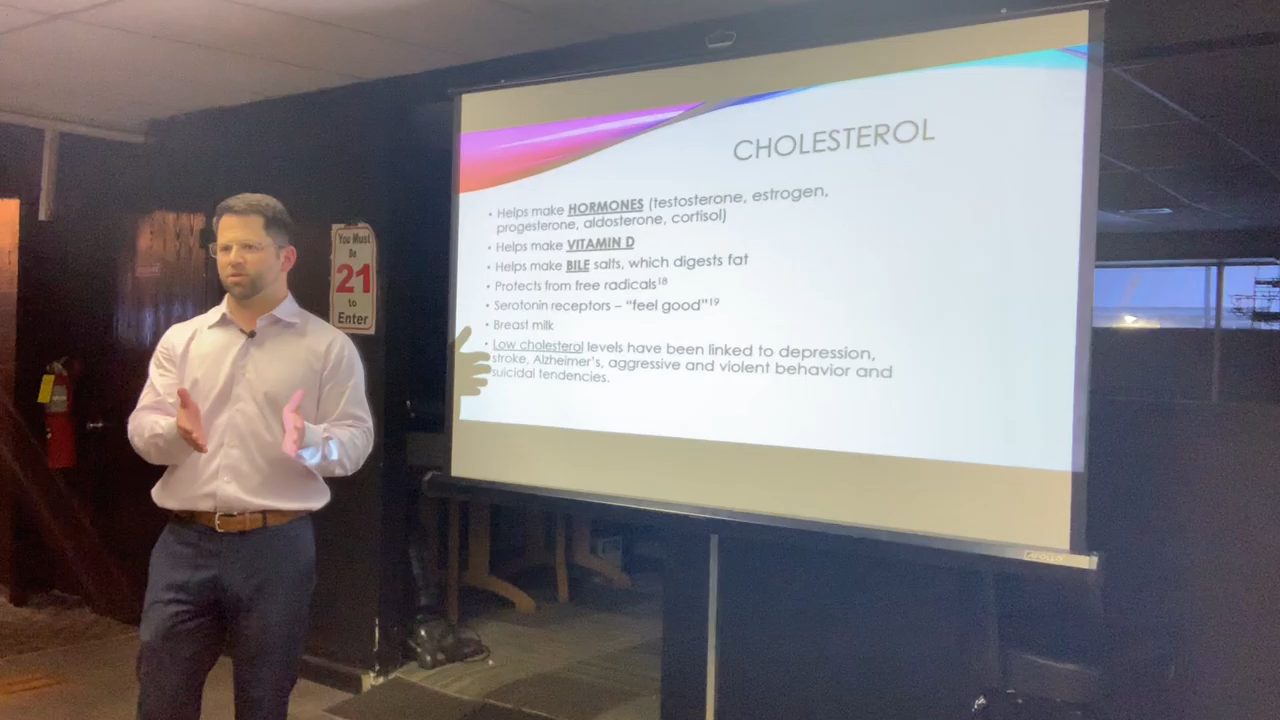 You Must
Be
21
to
Enter
CHOLESTEROL
• Helps make HORMONES (testosterone, estrogen,
progesterone, aldosterone, cortisol)
• Helps make VITAMIN D
• Helps make BILE salts, which digests fat
• Protects from free radicals¹⁸
• Serotonin receptors – “feel good”¹⁹
• Breast milk
• Low cholesterol levels have been linked to depression,
stroke, Alzheimer’s, aggressive and violent behavior and
suicidal tendencies.
APOLLO